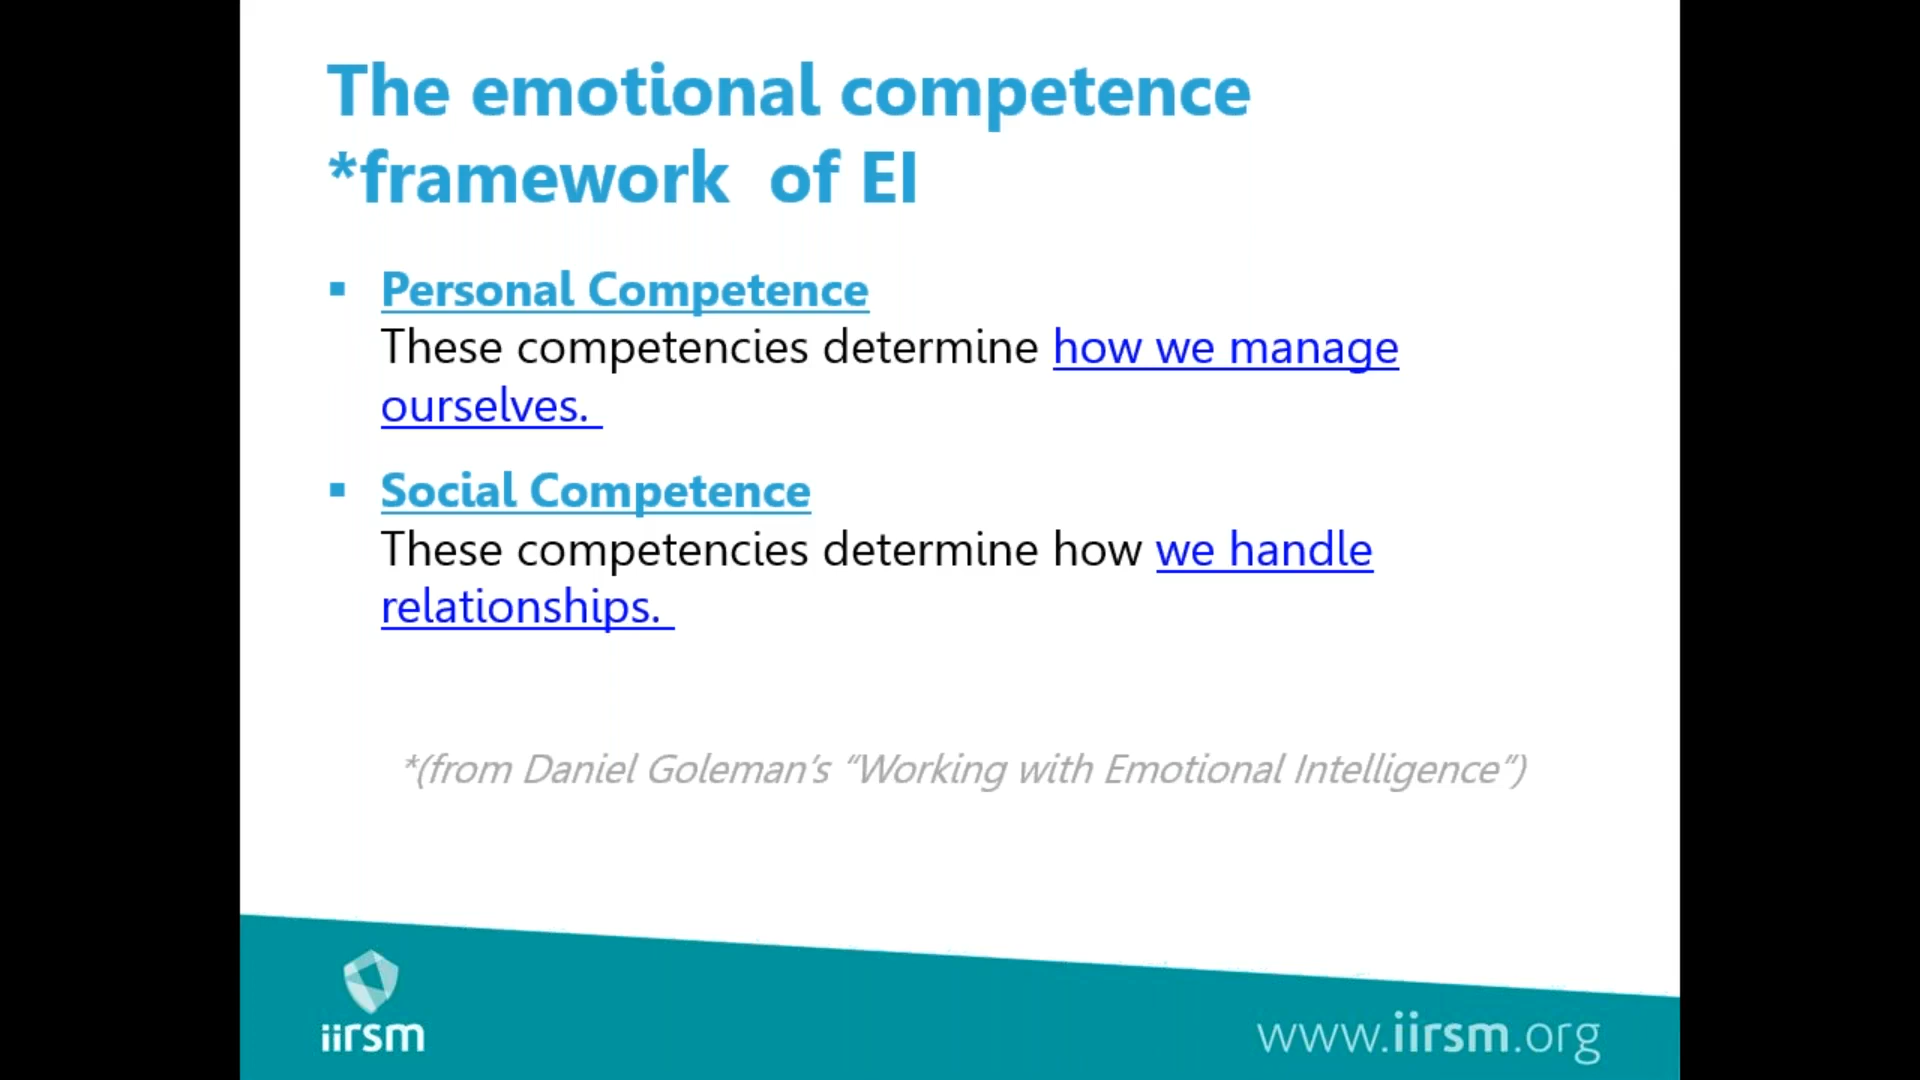 The emotional competence
*framework  of EI
▪ Personal Competence
These competencies determine how we manage
ourselves.
▪ Social Competence
These competencies determine how we handle
relationships.
*(from Daniel Goleman’s “Working with Emotional Intelligence”)
iirsm
www.iirsm.org